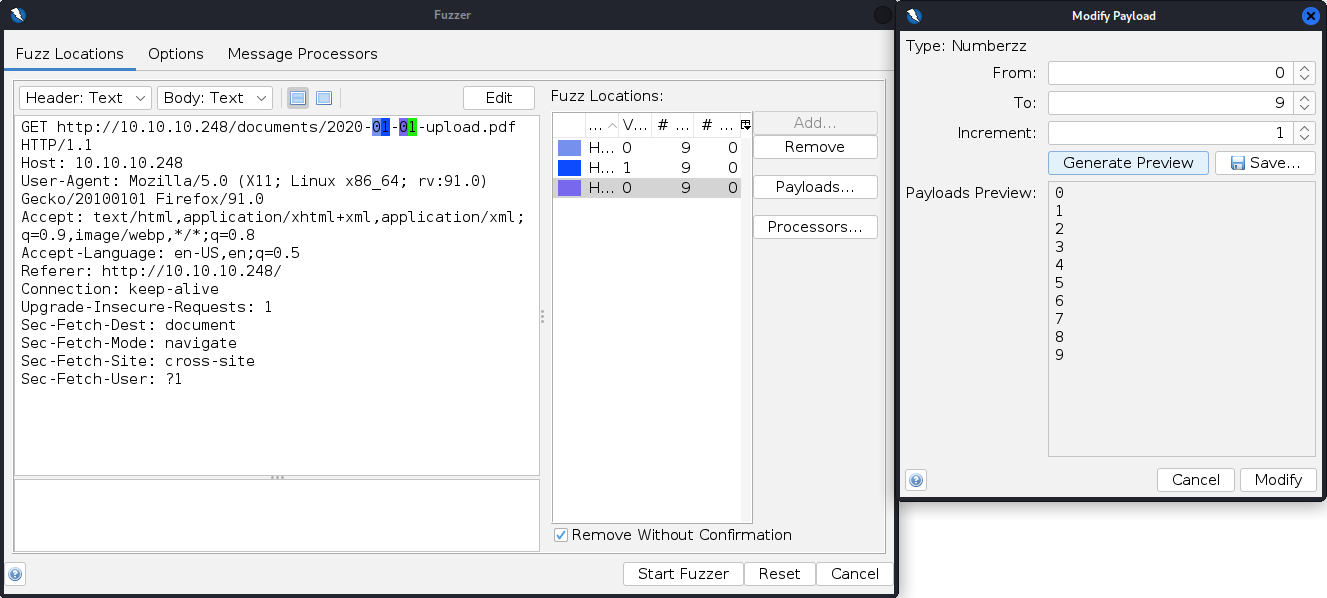 Fuzzer
Fuzz Locations Options Message Processors
Header: Text Body: Text Edit
GET http://10.10.10.248/documents/2020-01-01-upload.pdf
HTTP/1.1
Host: 10.10.10.248
User-Agent: Mozilla/5.0 (X11; Linux x86_64; rv:91.0)
Gecko/20100101 Firefox/91.0
Accept: text/html,application/xhtml+xml,application/xml;
q=0.9,image/webp,*/*;q=0.8
Accept-Language: en-US,en;q=0.5
Referer: http://10.10.10.248/
Connection: keep-alive
Upgrade-Insecure-Requests: 1
Sec-Fetch-Dest: document
Sec-Fetch-Mode: navigate
Sec-Fetch-Site: cross-site
Sec-Fetch-User: ?1
Fuzz Locations:
... V... # ... # ...
H... 0 9 0
H... 1 9 0
H... 0 9 0
Add...
Remove
Payloads...
Processors...
Remove Without Confirmation
Start Fuzzer Reset Cancel
Modify Payload
Type: Numberzz
From: 0
To: 9
Increment: 1
Generate Preview Save...
Payloads Preview:
0
1
2
3
4
5
6
7
8
9
Cancel Modify